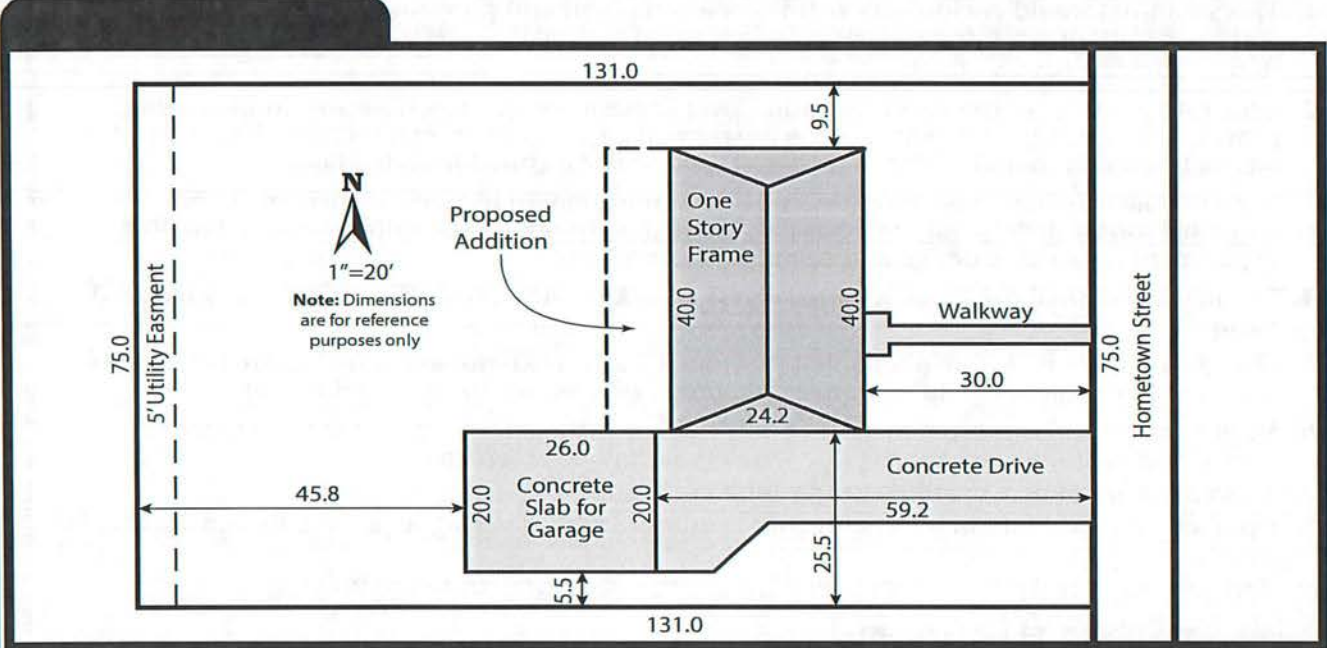 131.0
9.5
N
1"=20'
Note: Dimensions
are for reference
purposes only
Proposed
Addition
One
Story
Frame
40.0
40.0
24.2
Walkway
30.0
75.0
5' Utility Easment
75.0
Hometown Street
26.0
Concrete
Slab for
Garage
20.0
20.0
45.8
Concrete Drive
59.2
25.5
5.5
131.0